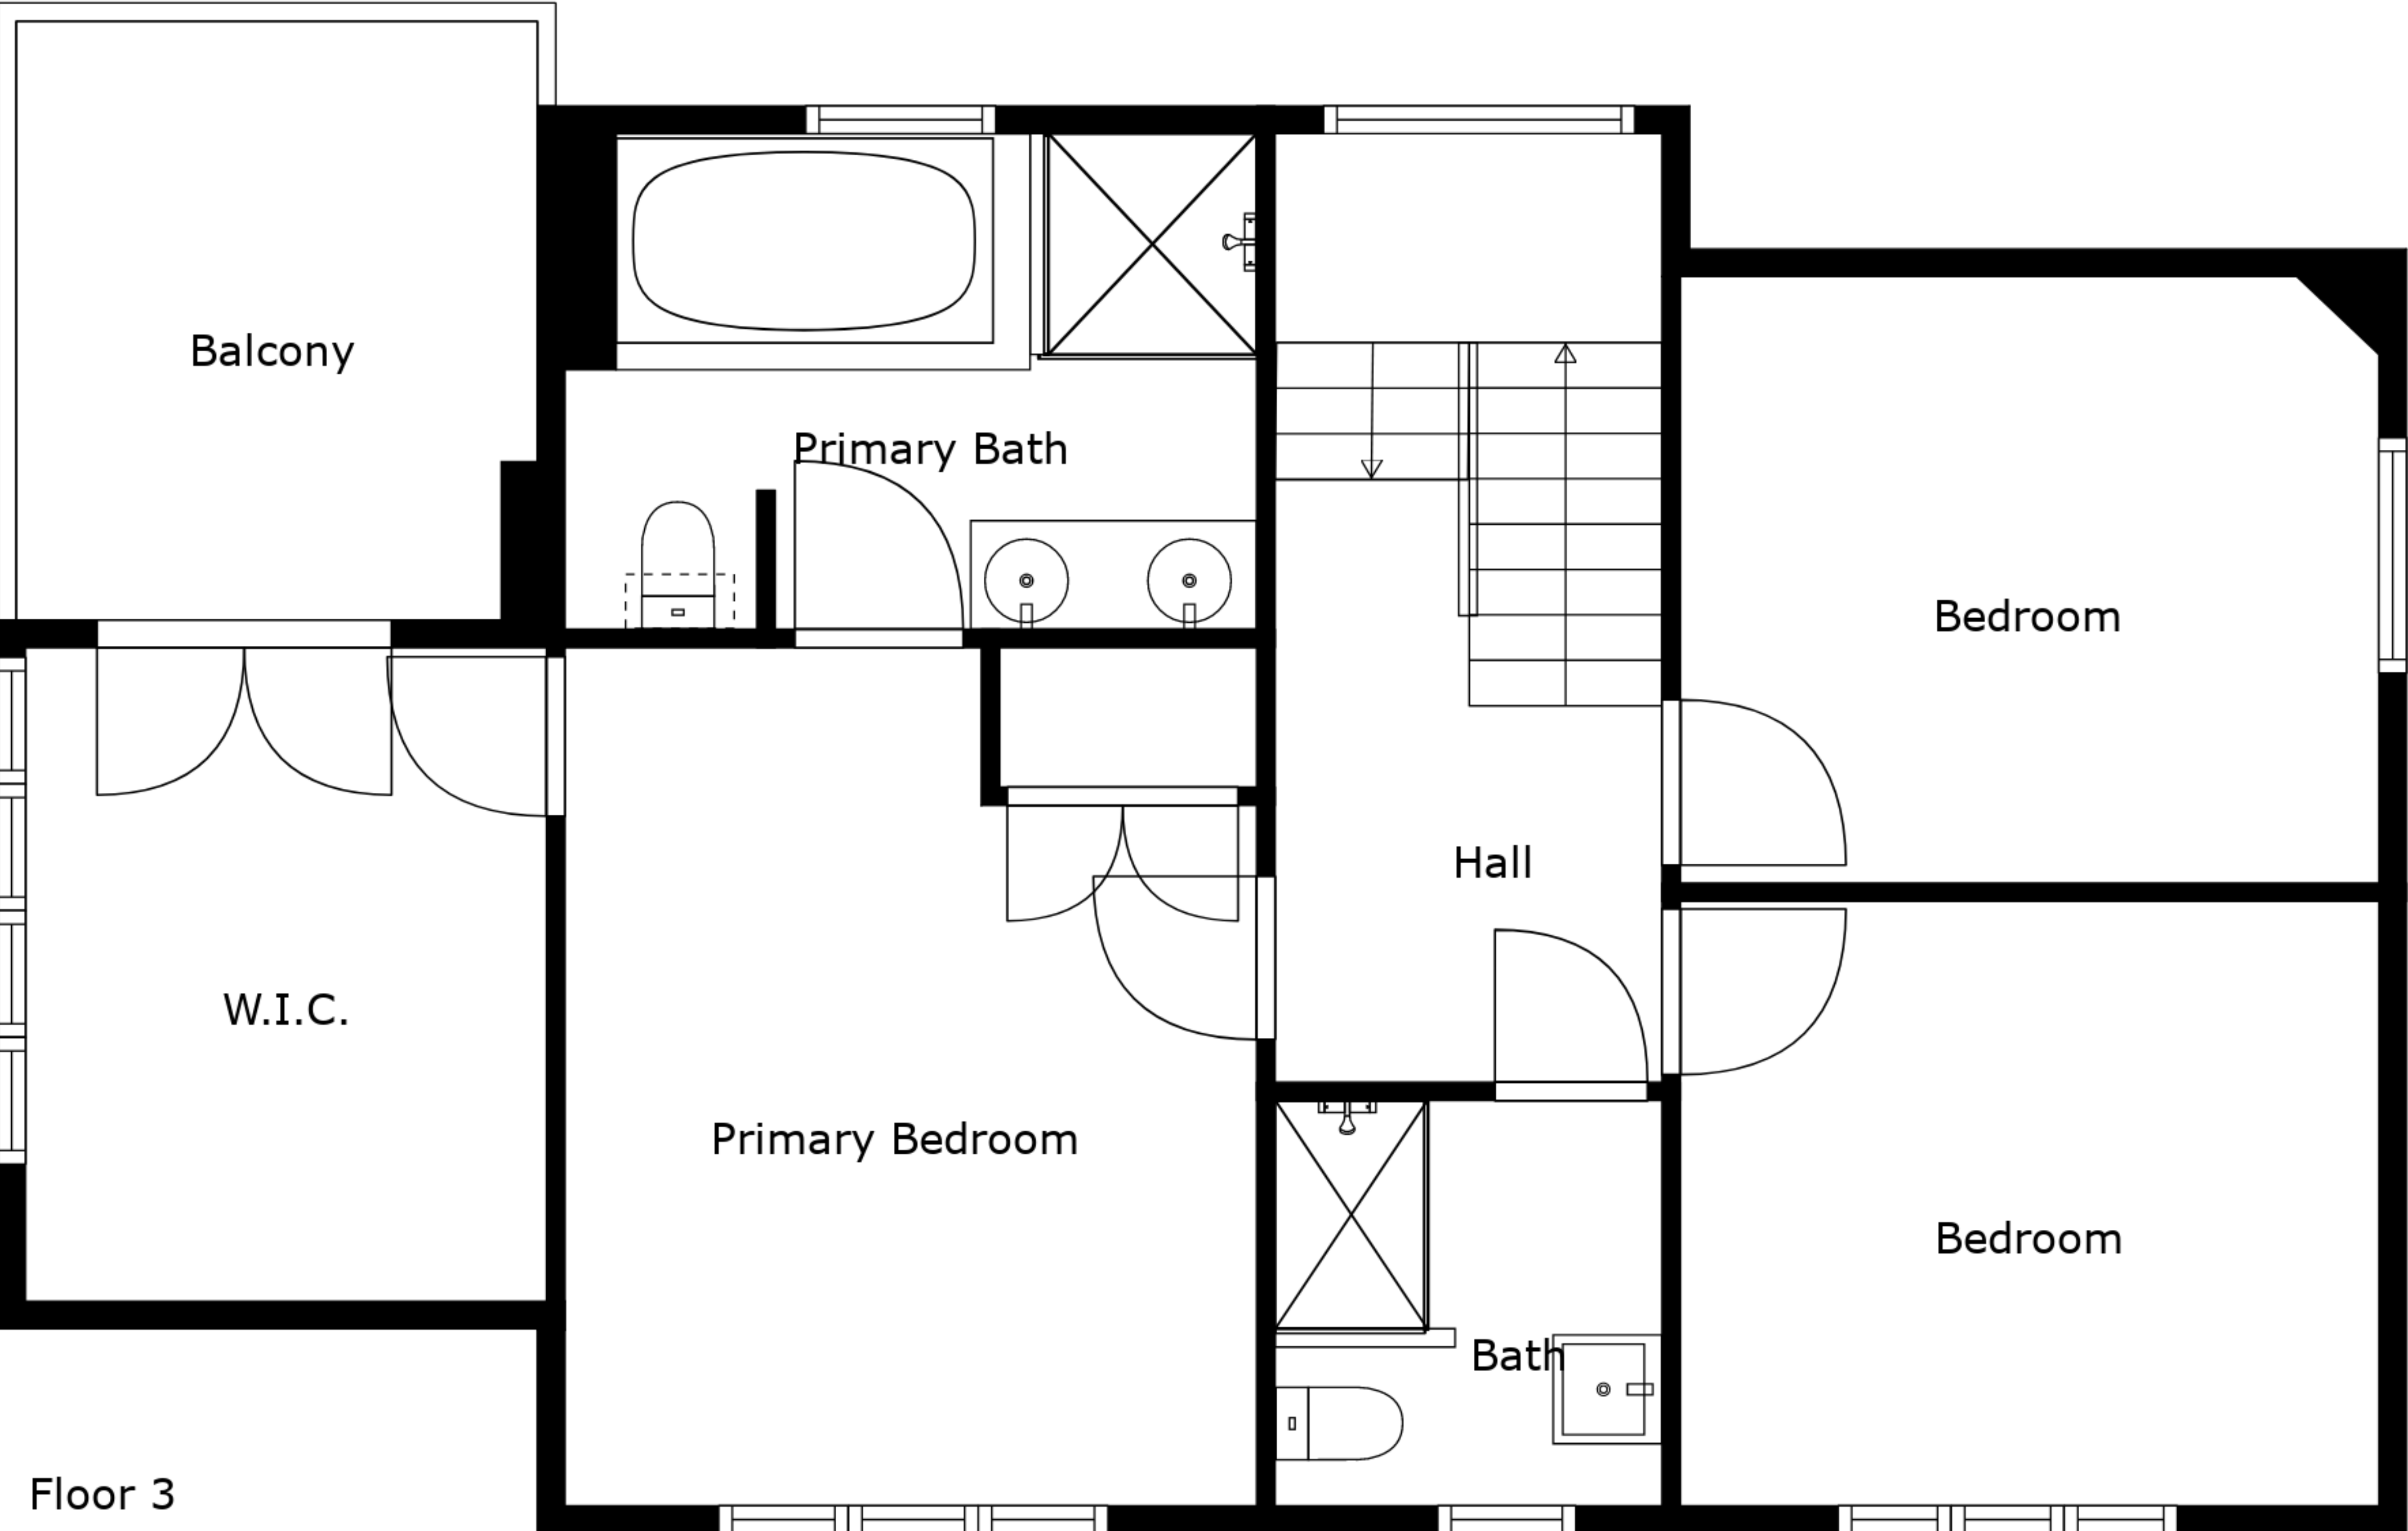 Balcony
Primary Bath
Bedroom
Hall
W.I.C.
Primary Bedroom
Bedroom
Bath
Floor 3